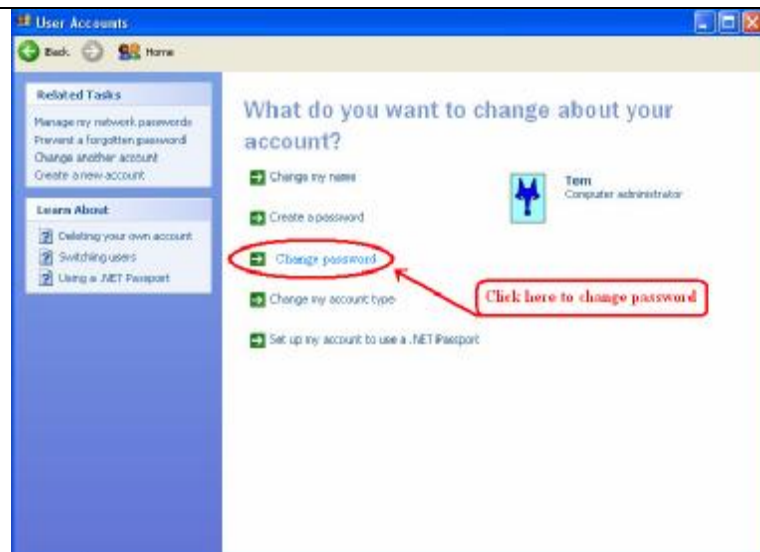 User Accounts
Back
Home
Related Tasks
Manage my network passwords
Prevent a forgotten password
Change another account
Create a new account
Learn About
Deleting your own account
Switching users
Using a .NET Passport
What do you want to change about your
account?
Change my name
Create a password
Change password
Change my account type
Set up my account to use a .NET Passport
Tom
Computer administrator
Click here to change password